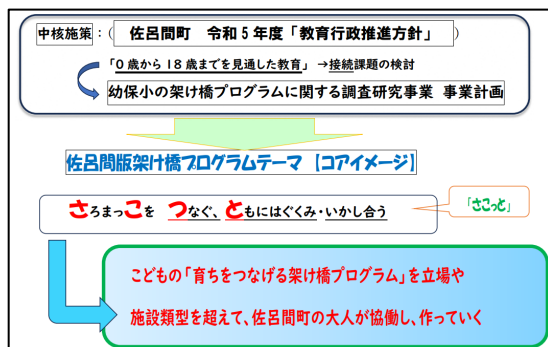 中核施策：( 佐呂間町　令和5年度「教育行政推進方針」 )
「0歳から18歳までを見通した教育」 →接続課題の検討
幼保小の架け橋プログラムに関する調査研究事業 事業計画
佐呂間版架け橋プログラムテーマ 【コアイメージ】
さろまっこを　つなぐ、ともにはぐくみ・いかし合う
「さこっと」
こどもの「育ちをつなげる架け橋プログラム」を立場や
施設類型を超えて、佐呂間町の大人が協働し、作っていく